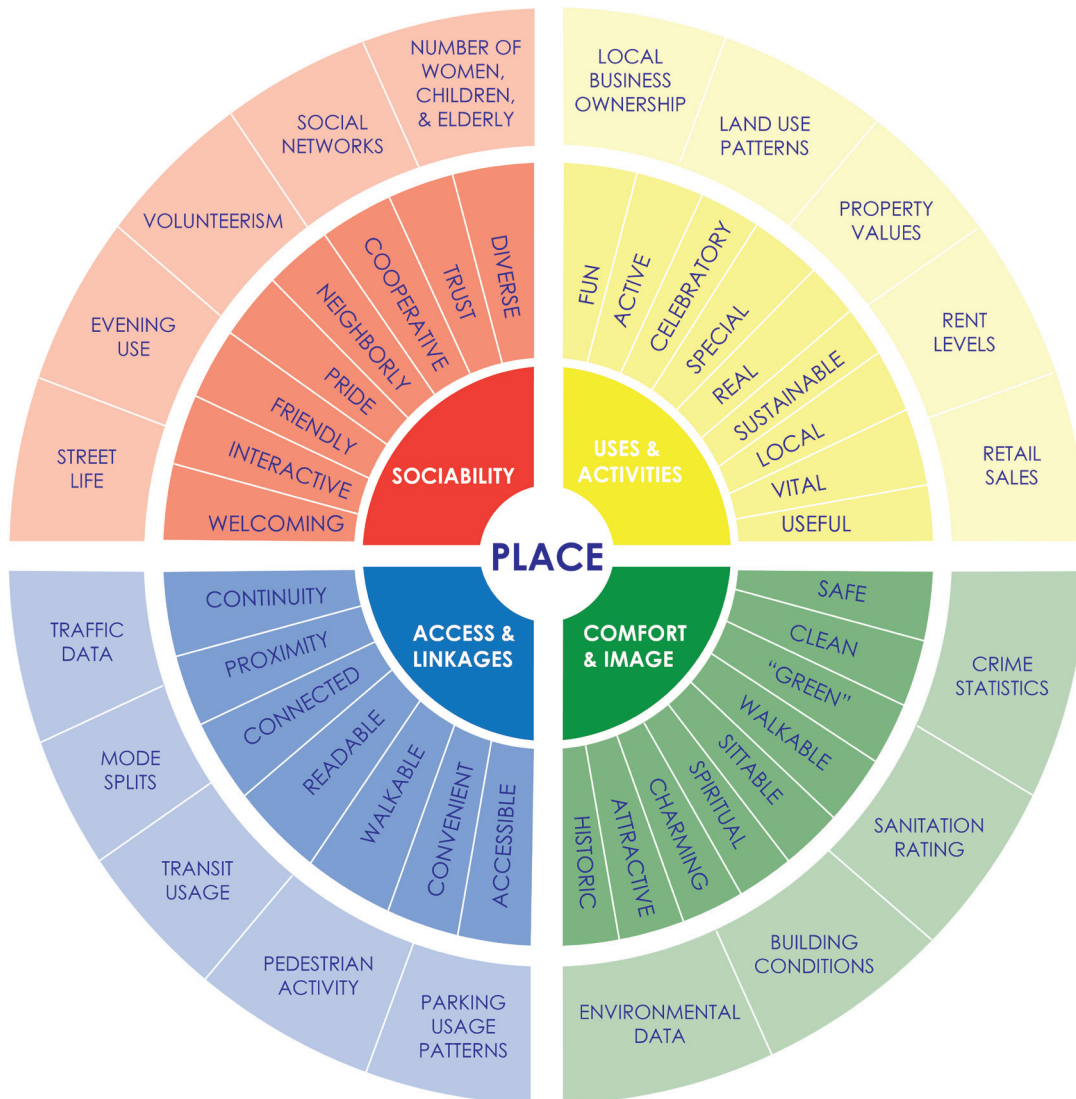 NUMBER OF
WOMEN,
CHILDREN,
& ELDERLY
SOCIAL
NETWORKS
VOLUNTEERISM
EVENING
USE
STREET
LIFE
DIVERSE
TRUST
COOPERATIVE
NEIGHBORLY
PRIDE
FRIENDLY
INTERACTIVE
WELCOMING
SOCIABILITY
LOCAL
BUSINESS
OWNERSHIP
LAND USE
PATTERNS
PROPERTY
VALUES
RENT
LEVELS
RETAIL
SALES
FUN
ACTIVE
CELEBRATORY
SPECIAL
REAL
SUSTAINABLE
LOCAL
VITAL
USEFUL
USES &
ACTIVITIES
PLACE
ACCESS &
LINKAGES
CONTINUITY
PROXIMITY
CONNECTED
READABLE
WALKABLE
CONVENIENT
ACCESSIBLE
TRAFFIC
DATA
MODE
SPLITS
TRANSIT
USAGE
PEDESTRIAN
ACTIVITY
PARKING
USAGE
PATTERNS
COMFORT
& IMAGE
SAFE
CLEAN
“GREEN”
WALKABLE
SITTABLE
SPIRITUAL
CHARMING
ATTRACTIVE
HISTORIC
CRIME
STATISTICS
SANITATION
RATING
BUILDING
CONDITIONS
ENVIRONMENTAL
DATA